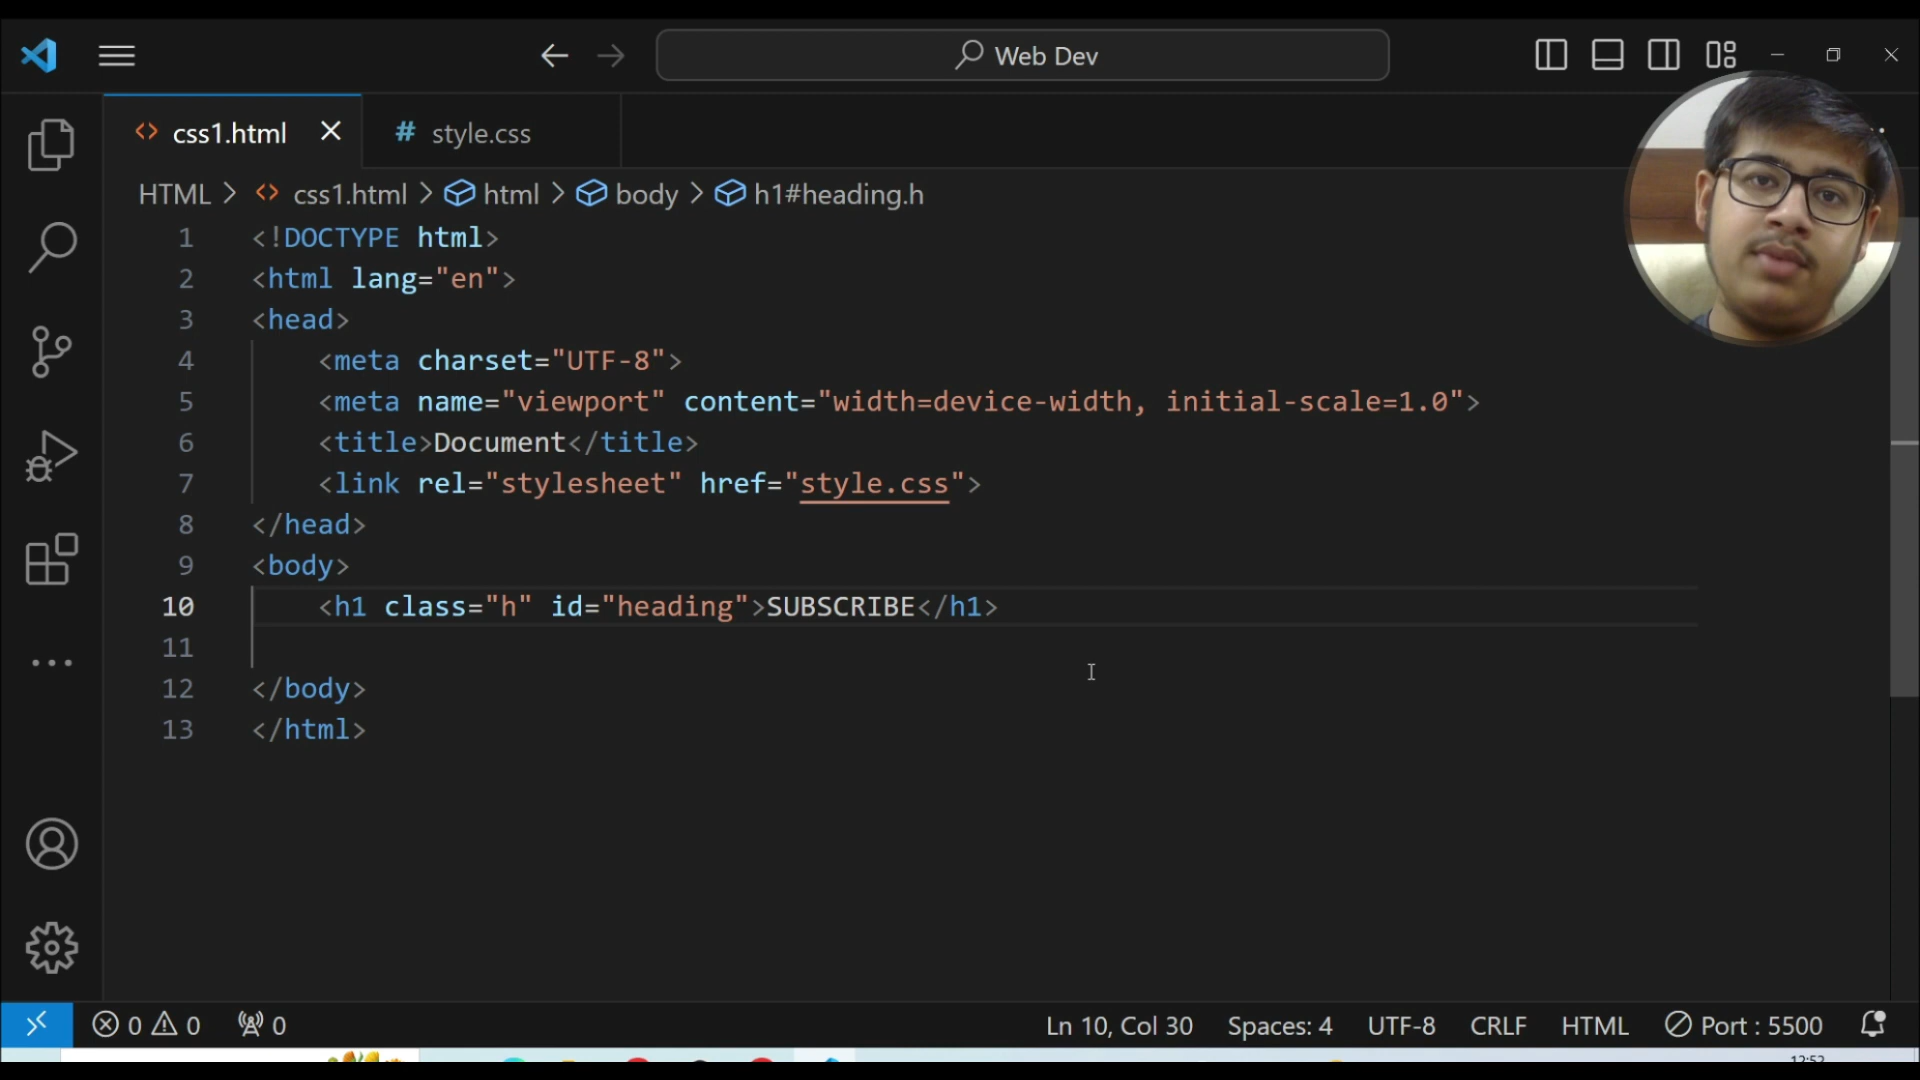 Web Dev
css1.html
# style.css
HTML > css1.html > html > body > h1#heading.h
1 <!DOCTYPE html>
2 <html lang="en">
3 <head>
4 <meta charset="UTF-8">
5 <meta name="viewport" content="width=device-width, initial-scale=1.0">
6 <title>Document</title>
7 <link rel="stylesheet" href="style.css">
8 </head>
9 <body>
10 <h1 class="h" id="heading">SUBSCRIBE</h1>
11
12 </body>
13 </html>
0 0 0 Ln 10, Col 30 Spaces: 4 UTF-8 CRLF HTML Port : 5500